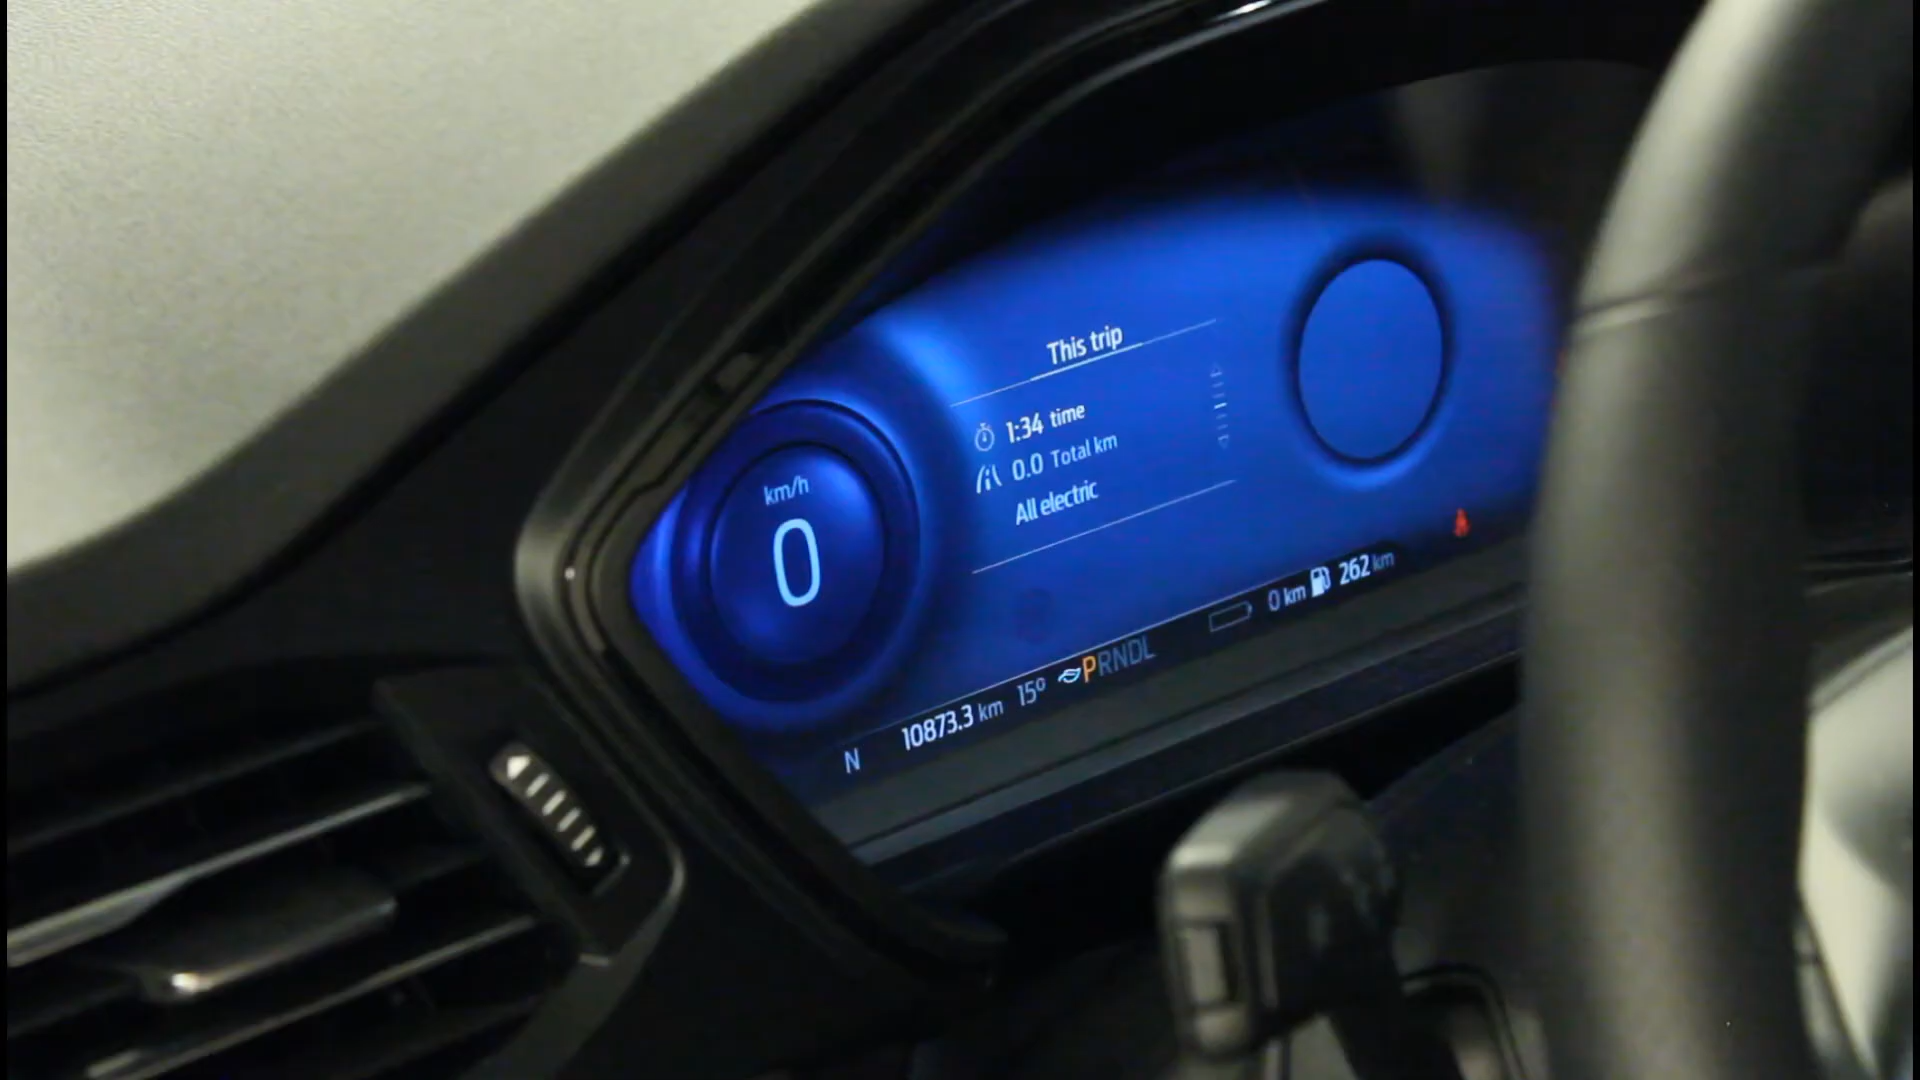 This trip
1:34 time
0.0 Total km
All electric
km/h
0
N 10873.3 km 15° PRNDL 0 km 262 km